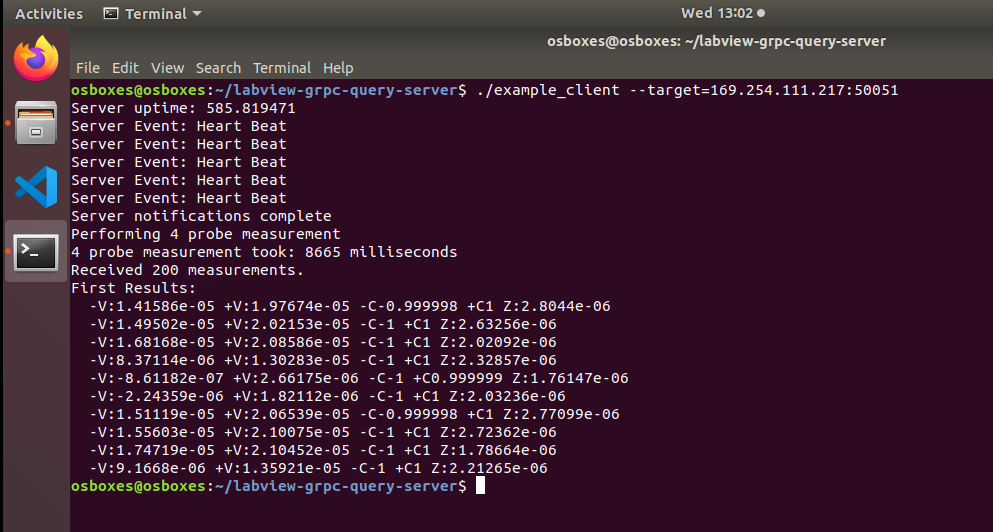 Activities Terminal Wed 13:02
osboxes@osboxes: ~/labview-grpc-query-server
File Edit View Search Terminal Help
osboxes@osboxes:~/labview-grpc-query-server$ ./example_client --target=169.254.111.217:50051
Server uptime: 585.819471
Server Event: Heart Beat
Server Event: Heart Beat
Server Event: Heart Beat
Server Event: Heart Beat
Server Event: Heart Beat
Server notifications complete
Performing 4 probe measurement
4 probe measurement took: 8665 milliseconds
Received 200 measurements.
First Results:
  -V:1.41586e-05 +V:1.97674e-05 -C-0.999998 +C1 Z:2.8044e-06
  -V:1.49502e-05 +V:2.02153e-05 -C-1 +C1 Z:2.63256e-06
  -V:1.68168e-05 +V:2.08586e-05 -C-1 +C1 Z:2.02092e-06
  -V:8.37114e-06 +V:1.30283e-05 -C-1 +C1 Z:2.32857e-06
  -V:-8.61182e-07 +V:2.66175e-06 -C-1 +C0.999999 Z:1.76147e-06
  -V:-2.24359e-06 +V:1.82112e-06 -C-1 +C1 Z:2.03236e-06
  -V:1.51119e-05 +V:2.06539e-05 -C-0.999998 +C1 Z:2.77099e-06
  -V:1.55603e-05 +V:2.10075e-05 -C-1 +C1 Z:2.72362e-06
  -V:1.74719e-05 +V:2.10452e-05 -C-1 +C1 Z:1.78664e-06
  -V:9.1668e-06 +V:1.35921e-05 -C-1 +C1 Z:2.21265e-06
osboxes@osboxes:~/labview-grpc-query-server$